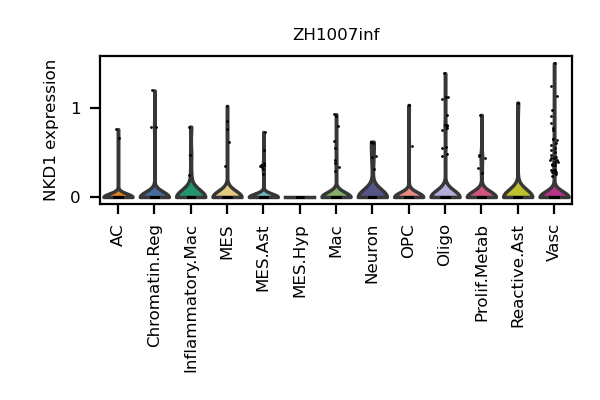 ZH1007inf
NKD1 expression
1
0
AC
Chromatin.Reg
Inflammatory.Mac
MES
MES.Ast
MES.Hyp
Mac
Neuron
OPC
Oligo
Prolif.Metab
Reactive.Ast
Vasc